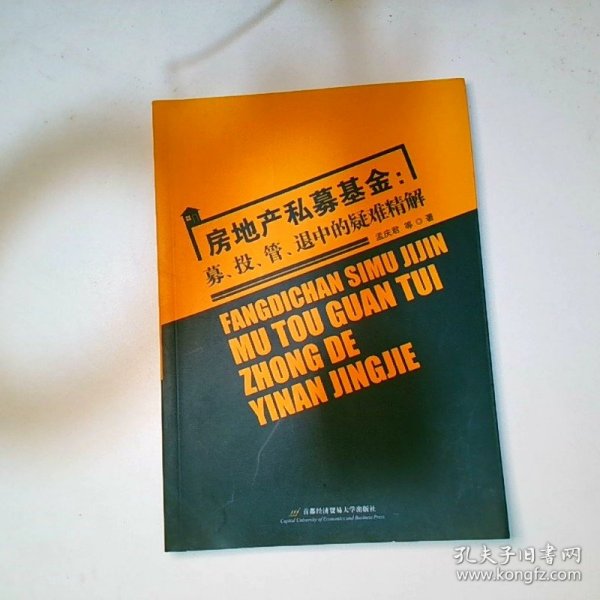 房地产私募基金：
募、投、管、退中的疑难精解
孟庆君 等◇著
FANGDICHAN SIMU JIJIN
MU TOU GUAN TUI
ZHONG DE
YINAN JINGJIE
首都经济贸易大学出版社
Capital University of Economics and Business Press
孔夫子旧书网
www.kongfz.com